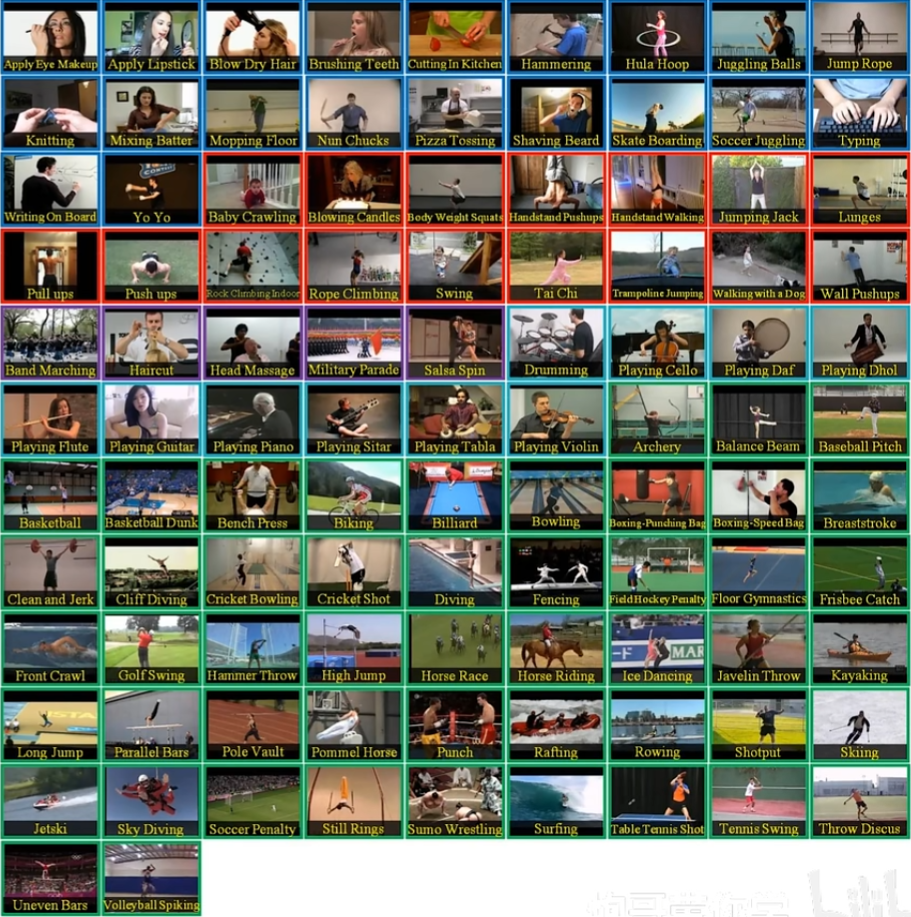 Apply Eye Makeup
Apply Lipstick
Blow Dry Hair
Brushing Teeth
Cutting In Kitchen
Hammering
Hula Hoop
Juggling Balls
Jump Rope
Knitting
Mixing Batter
Mopping Floor
Nun Chucks
Pizza Tossing
Shaving Beard
Skate Boarding
Soccer Juggling
Typing
Writing On Board
Yo Yo
Baby Crawling
Blowing Candles
Body Weight Squats
Handstand Pushups
Handstand Walking
Jumping Jack
Lunges
Pull ups
Push ups
Rock Climbing Indoor
Rope Climbing
Swing
Tai Chi
Trampoline Jumping
Walking with a Dog
Wall Pushups
Band Marching
Haircut
Head Massage
Military Parade
Salsa Spin
Drumming
Playing Cello
Playing Daf
Playing Dhol
Playing Flute
Playing Guitar
Playing Piano
Playing Sitar
Playing Tabla
Playing Violin
Archery
Balance Beam
Baseball Pitch
Basketball
Basketball Dunk
Bench Press
Biking
Billiard
Bowling
Boxing-Punching Bag
Boxing-Speed Bag
Breaststroke
Clean and Jerk
Cliff Diving
Cricket Bowling
Cricket Shot
Diving
Fencing
Field Hockey Penalty
Floor Gymnastics
Frisbee Catch
Front Crawl
Golf Swing
Hammer Throw
High Jump
Horse Race
Horse Riding
Ice Dancing
Javelin Throw
Kayaking
Long Jump
Parallel Bars
Pole Vault
Pommel Horse
Punch
Rafting
Rowing
Shotput
Skiing
Jetski
Sky Diving
Soccer Penalty
Still Rings
Sumo Wrestling
Surfing
Table Tennis Shot
Tennis Swing
Throw Discus
Uneven Bars
Volleyball Spiking